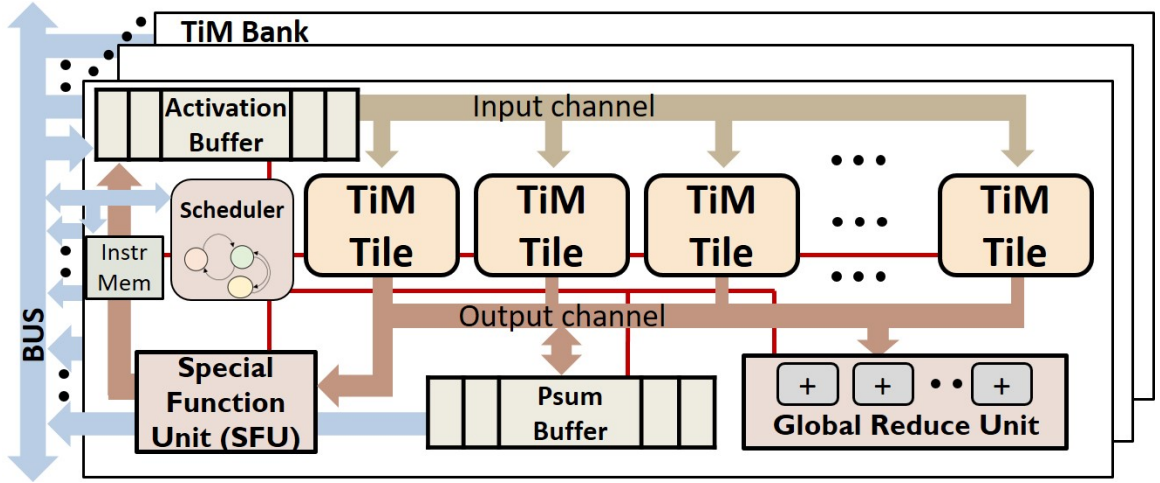 TiM Bank
Activation
Buffer
Input channel
TiM
Tile
TiM
Tile
TiM
Tile
TiM
Tile
Scheduler
Instr
Mem
BUS
Output channel
Special
Function
Unit (SFU)
Psum
Buffer
+ + +
Global Reduce Unit